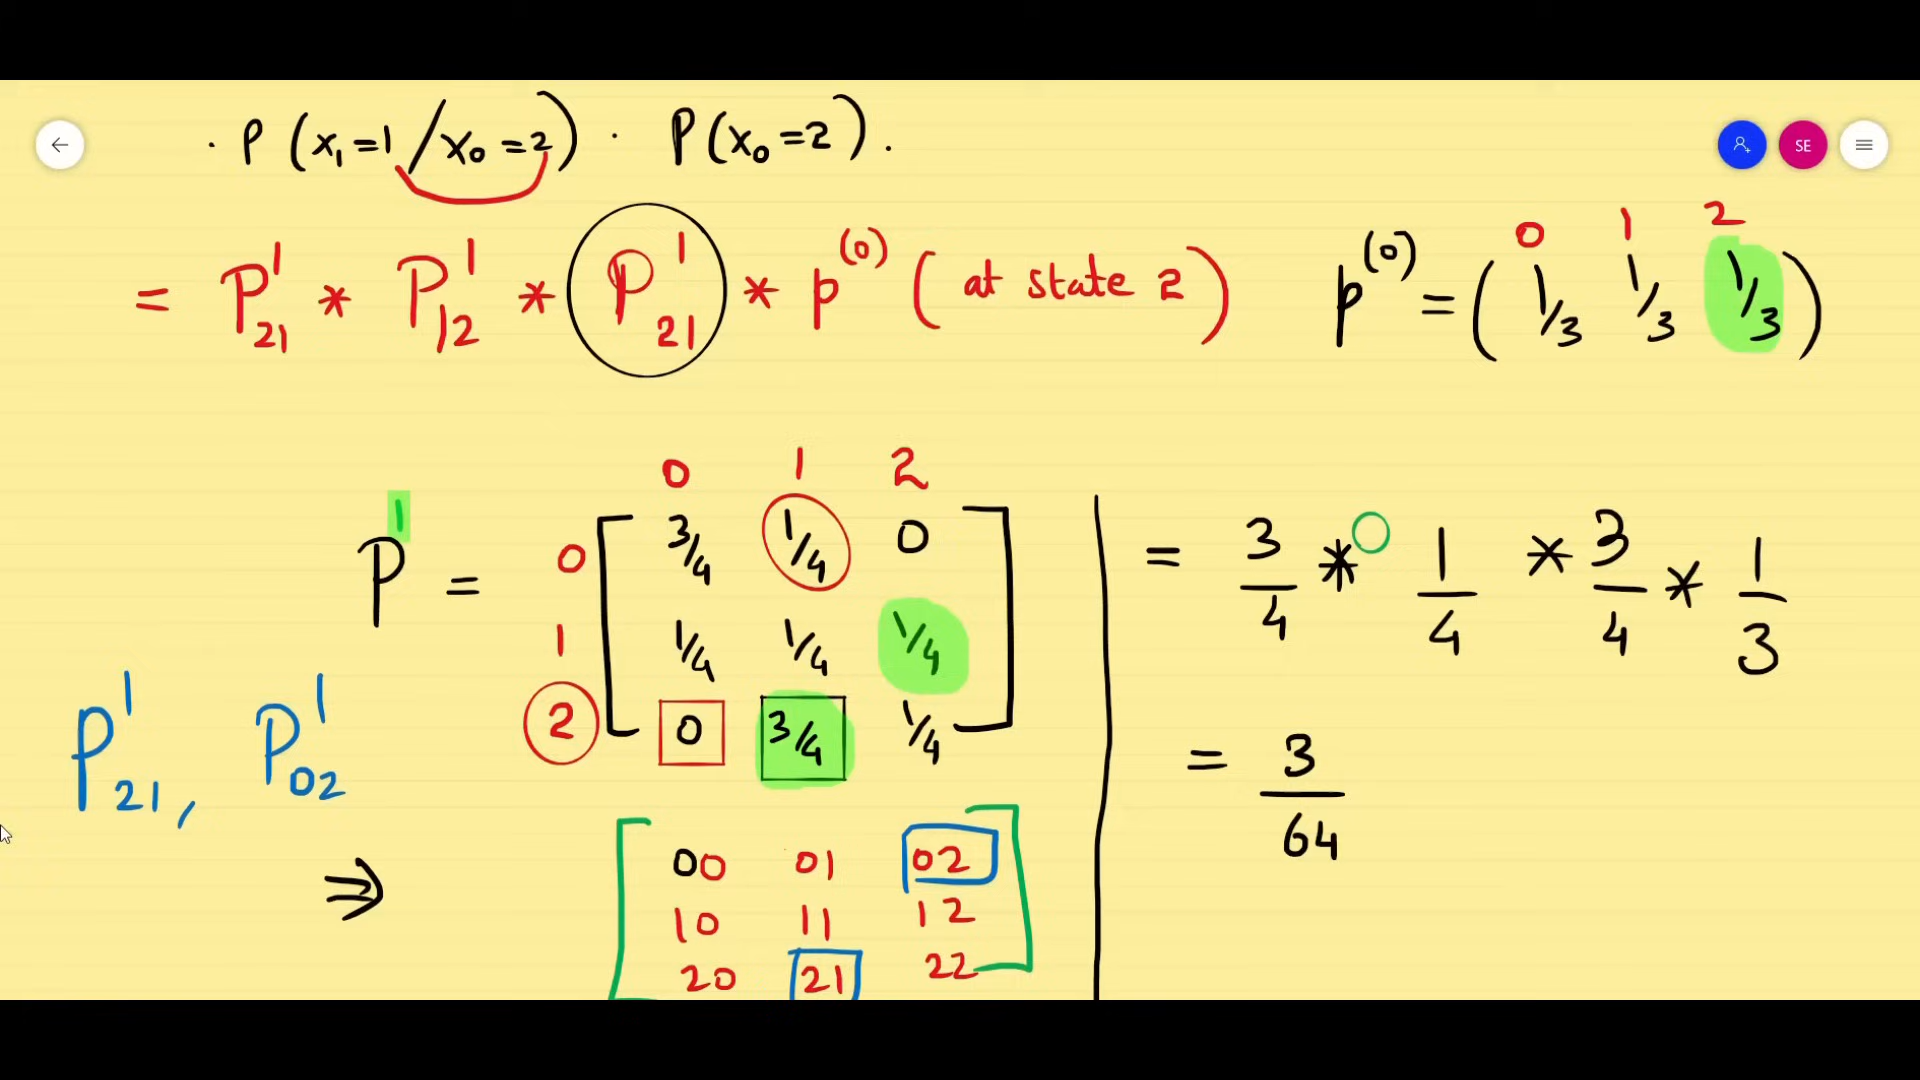 . P (x₁ = 1 / x₀ = 2) . P(x₀ = 2).
SE
0 1 2
= P¹₂₁ * P¹₁₂ * P¹₂₁ * p⁽⁰⁾ ( at state 2 ) p⁽⁰⁾ = ( 1/3 1/3 1/3 )
0 1 2
P¹ = 0 [ 3/4 1/4 0
1 1/4 1/4 1/4
2 0 3/4 1/4 ]
= 3/4 * 1/4 * 3/4 * 1/3
= 3/64
P¹₂₁ , P¹₀₂
⇒ [ 00 01 02
10 11 12
20 21 22 ]